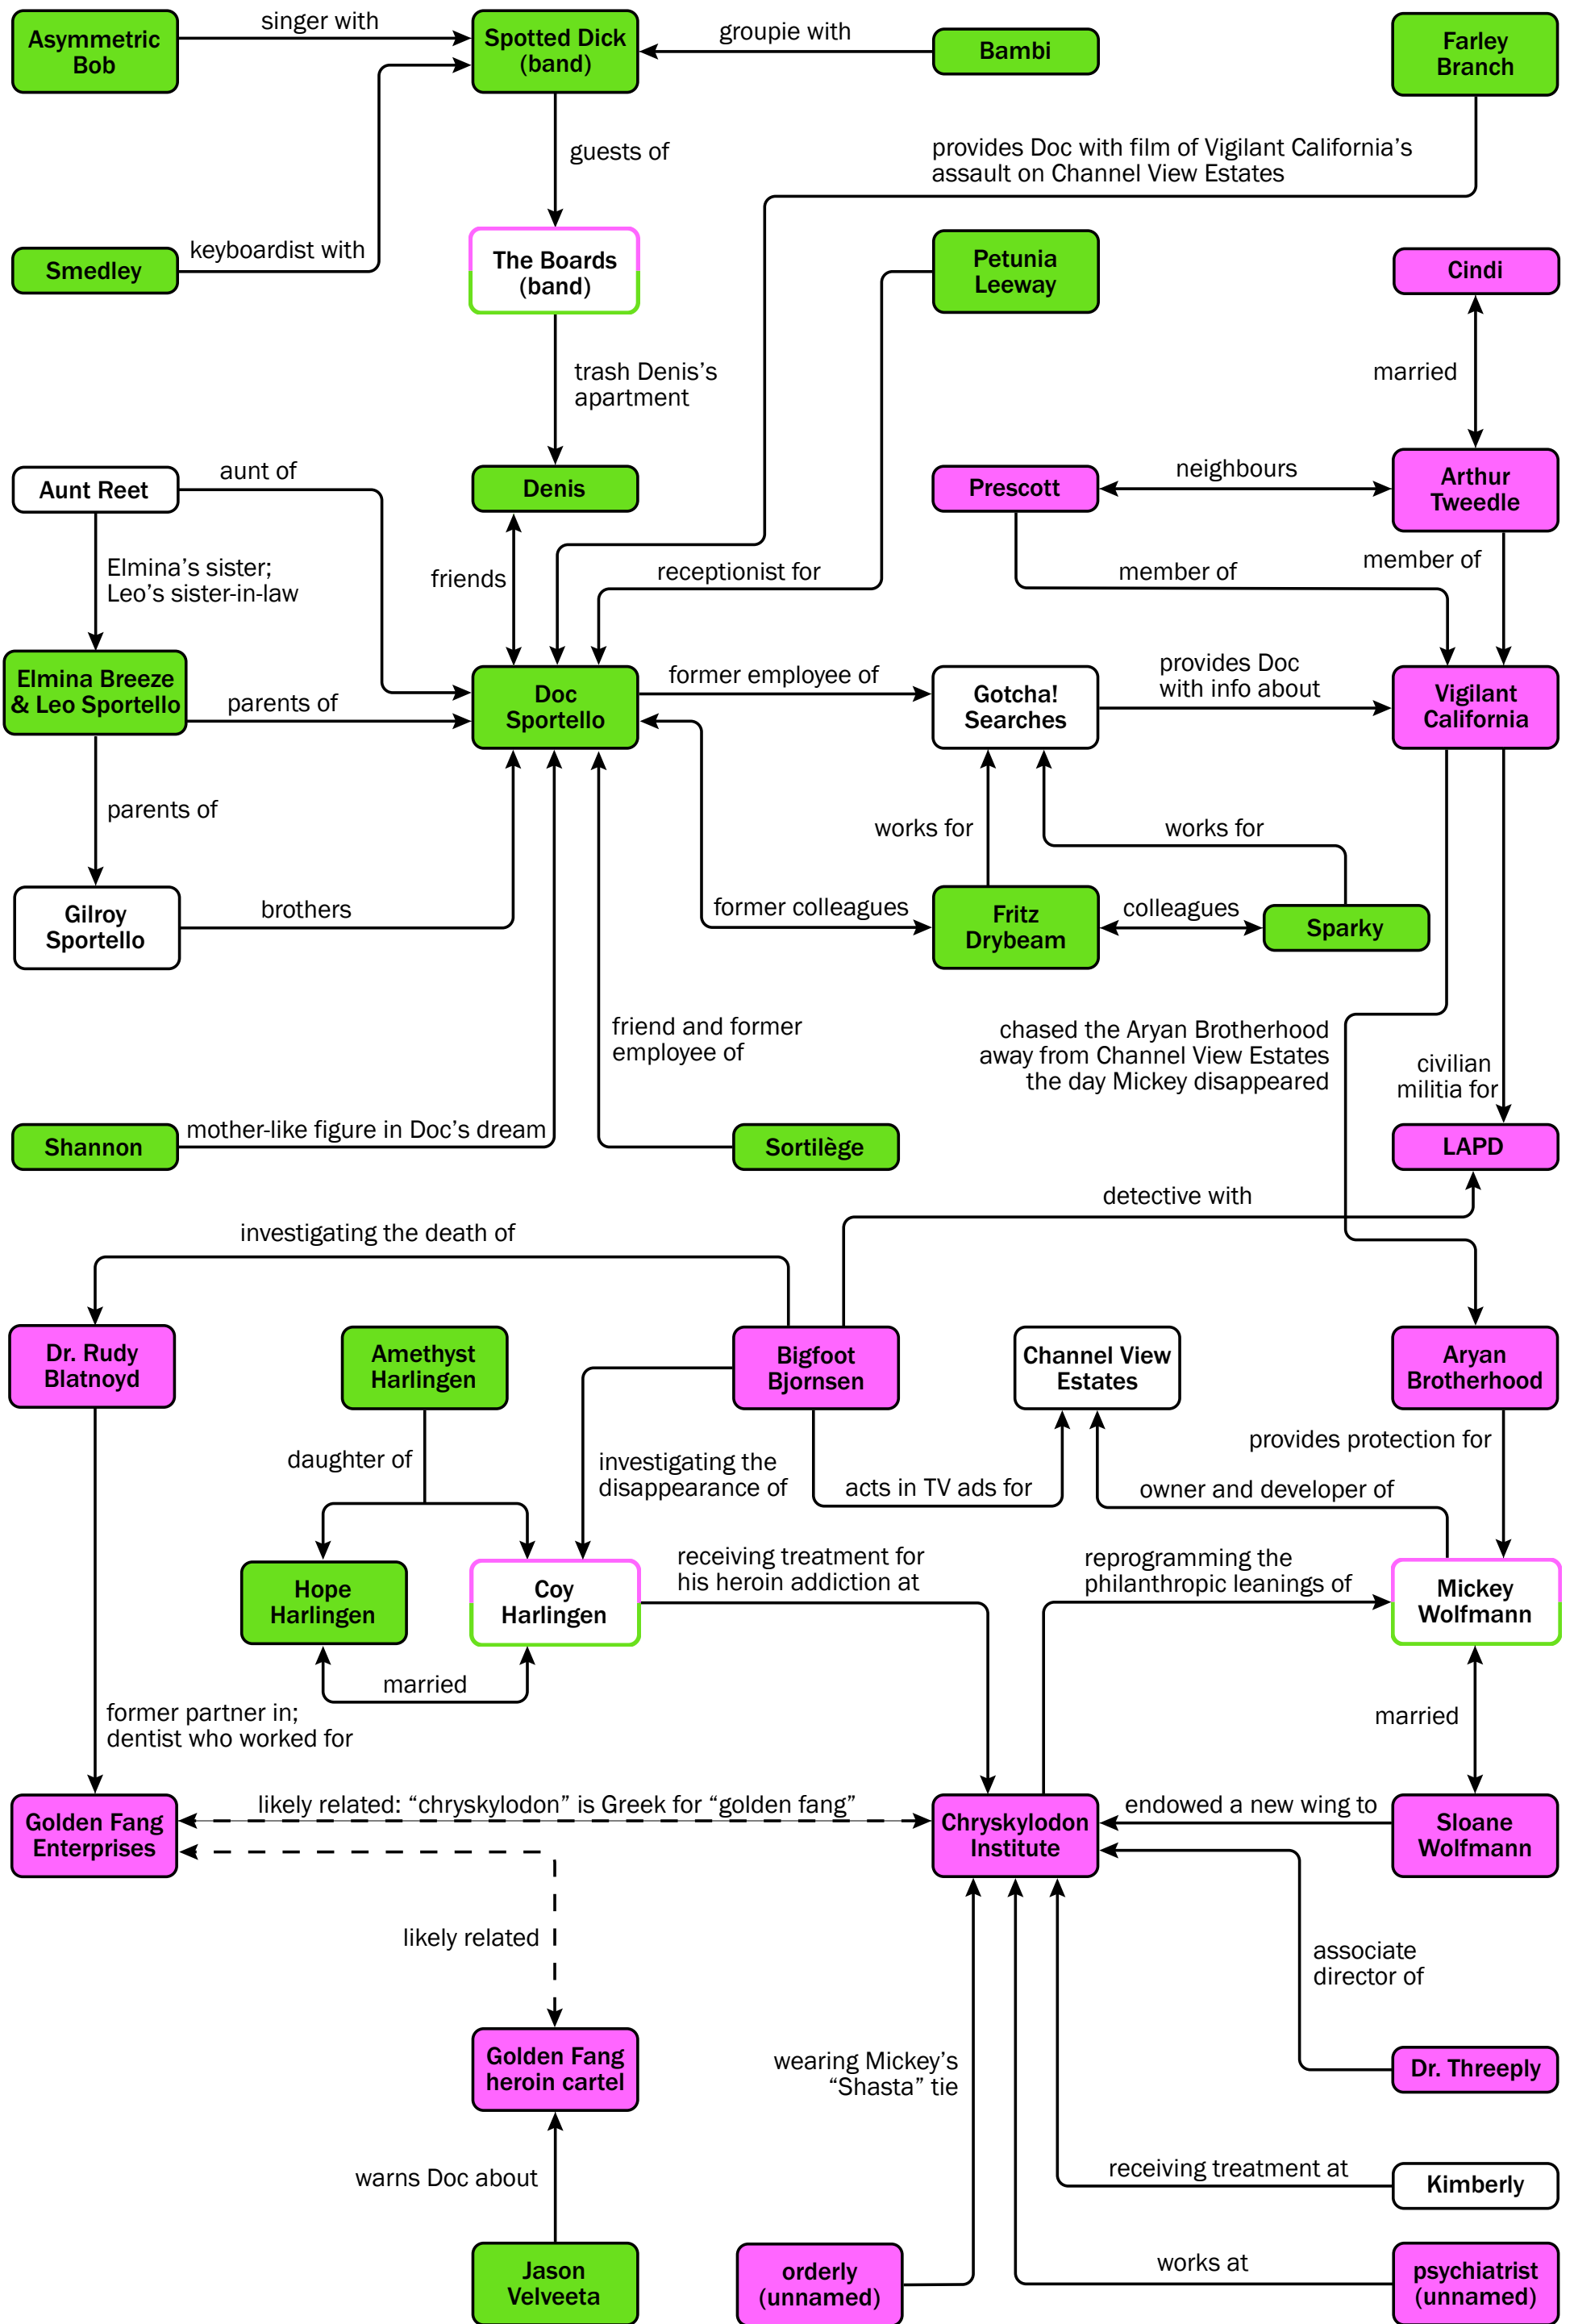 Asymmetric
Bob
singer with
Spotted Dick
(band)
groupie with
Bambi
Farley
Branch
guests of
provides Doc with film of Vigilant California’s
assault on Channel View Estates
Smedley
keyboardist with
The Boards
(band)
Petunia
Leeway
Cindi
trash Denis’s
apartment
married
Aunt Reet
aunt of
Denis
Prescott
neighbours
Arthur
Tweedle
Elmina’s sister;
Leo’s sister-in-law
friends
receptionist for
member of
member of
Elmina Breeze
& Leo Sportello
parents of
Doc
Sportello
former employee of
Gotcha!
Searches
provides Doc
with info about
Vigilant
California
parents of
works for
works for
Gilroy
Sportello
brothers
former colleagues
Fritz
Drybeam
colleagues
Sparky
friend and former
employee of
chased the Aryan Brotherhood
away from Channel View Estates
the day Mickey disappeared
civilian
militia for
Shannon
mother-like figure in Doc’s dream
Sortilège
LAPD
detective with
investigating the death of
Dr. Rudy
Blatnoyd
Amethyst
Harlingen
Bigfoot
Bjornsen
Channel View
Estates
Aryan
Brotherhood
daughter of
investigating the
disappearance of
acts in TV ads for
owner and developer of
provides protection for
Hope
Harlingen
Coy
Harlingen
receiving treatment for
his heroin addiction at
reprogramming the
philanthropic leanings of
Mickey
Wolfmann
married
former partner in;
dentist who worked for
married
Golden Fang
Enterprises
likely related: “chryskylodon” is Greek for “golden fang”
Chryskylodon
Institute
endowed a new wing to
Sloane
Wolfmann
likely related
associate
director of
Golden Fang
heroin cartel
wearing Mickey’s
“Shasta” tie
Dr. Threeply
warns Doc about
receiving treatment at
Kimberly
Jason
Velveeta
orderly
(unnamed)
works at
psychiatrist
(unnamed)